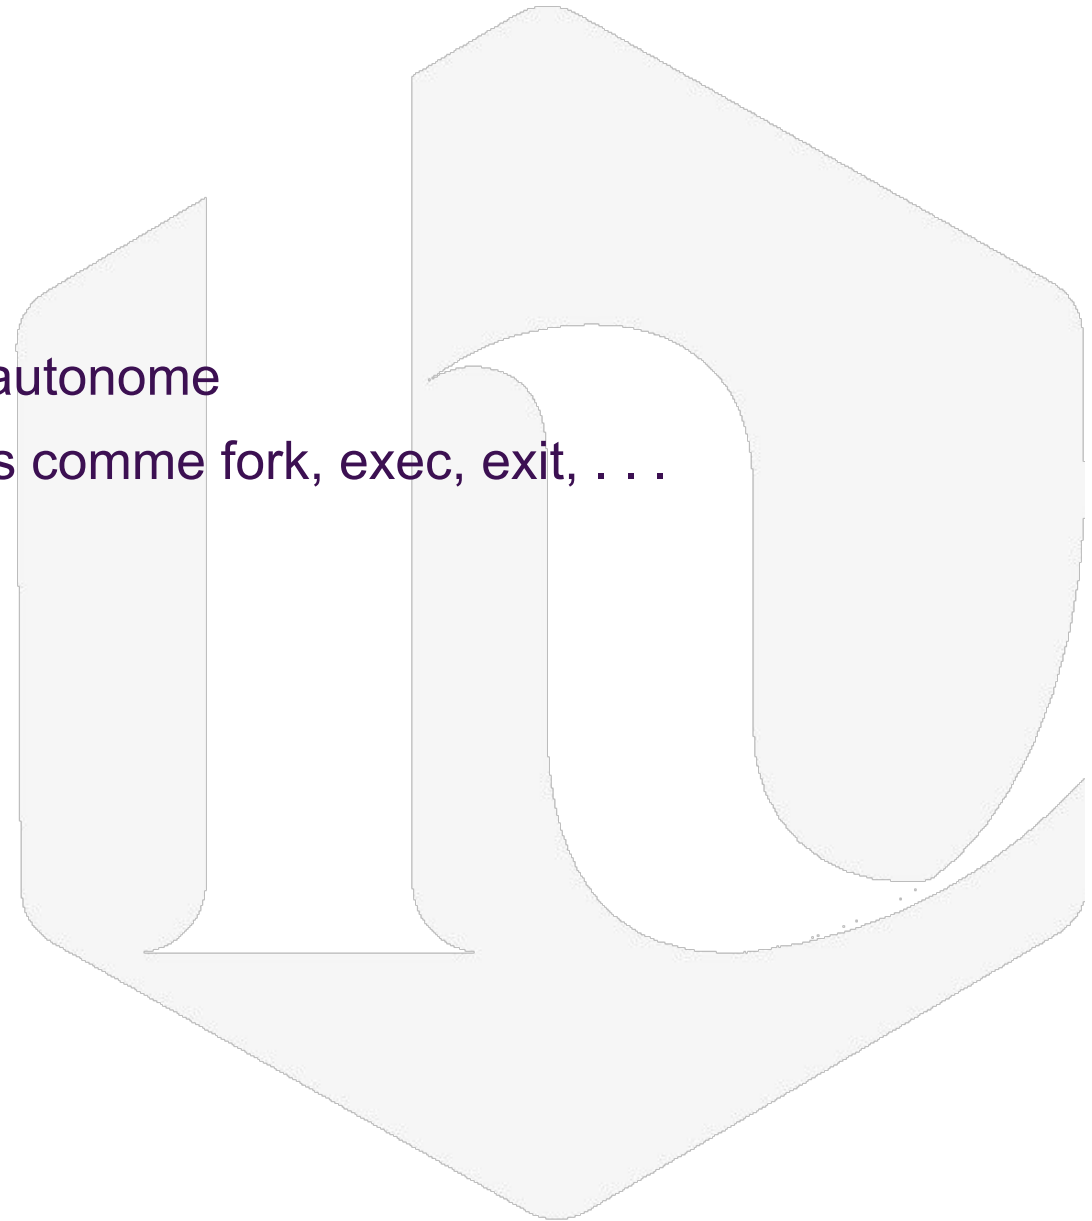 autonome
s comme fork, exec, exit, . . .